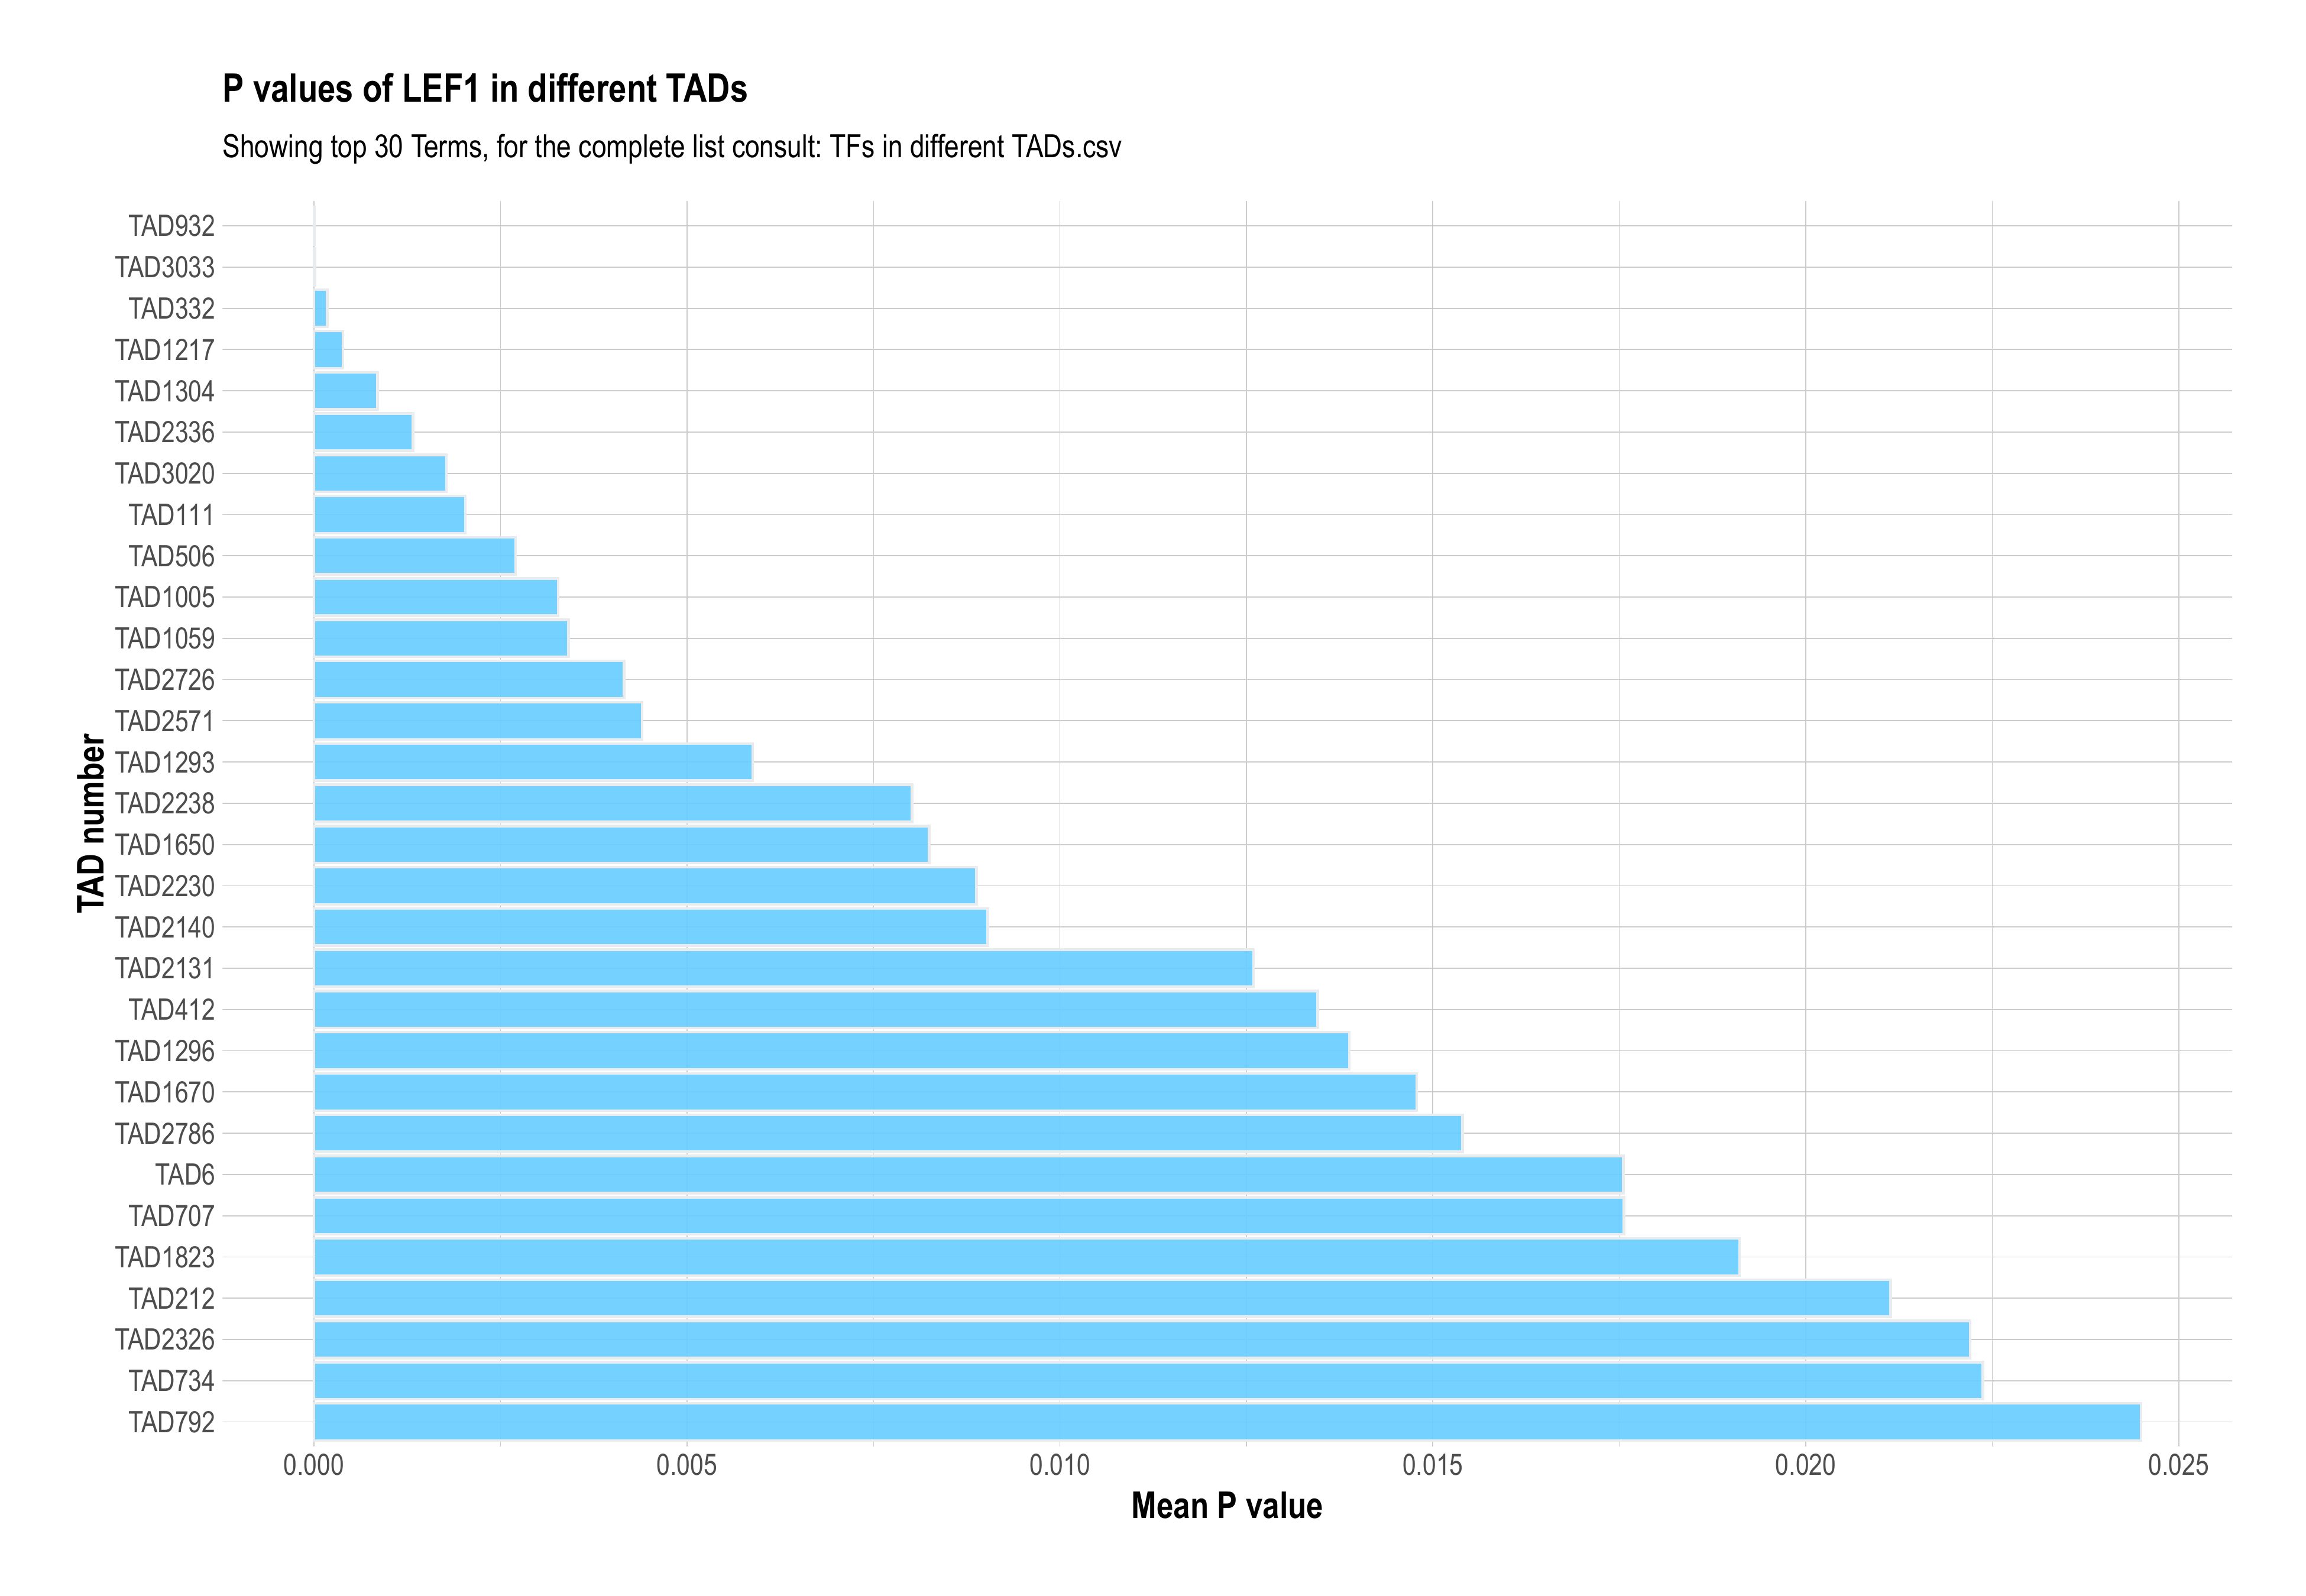 P values of LEF1 in different TADs
Showing top 30 Terms, for the complete list consult: TFs in different TADs.csv
TAD number
TAD932
TAD3033
TAD332
TAD1217
TAD1304
TAD2336
TAD3020
TAD111
TAD506
TAD1005
TAD1059
TAD2726
TAD2571
TAD1293
TAD2238
TAD1650
TAD2230
TAD2140
TAD2131
TAD412
TAD1296
TAD1670
TAD2786
TAD6
TAD707
TAD1823
TAD212
TAD2326
TAD734
TAD792
0.000 0.005 0.010 0.015 0.020 0.025
Mean P value